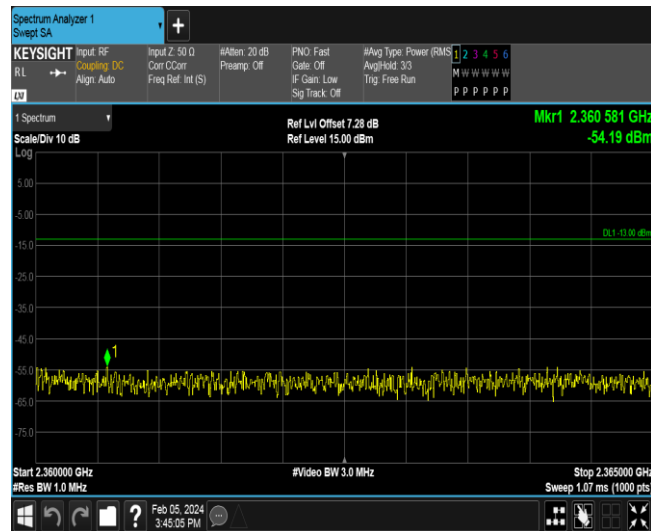 Spectrum Analyzer 1
Swept SA
+
KEYSIGHT
RL
LXI
Input: RF
Coupling: DC
Align: Auto
Input Z: 50 Ω
Corr CCorr
Freq Ref: Int (S)
#Atten: 20 dB
Preamp: Off
PNO: Fast
Gate: Off
IF Gain: Low
Sig Track: Off
#Avg Type: Power (RMS
Avg|Hold: 3/3
Trig: Free Run
1 2 3 4 5 6
M W W W W W
P P P P P P
1 Spectrum
Scale/Div 10 dB
Log
Ref Lvl Offset 7.28 dB
Ref Level 15.00 dBm
Mkr1 2.360 581 GHz
-54.19 dBm
5.00
-5.00
DL1 -13.00 dBm
-15.0
-25.0
-35.0
-45.0
1
-55.0
-65.0
-75.0
Start 2.360000 GHz
#Res BW 1.0 MHz
#Video BW 3.0 MHz
Stop 2.365000 GHz
Sweep 1.07 ms (1000 pts)
?
Feb 05, 2024
3:45:05 PM